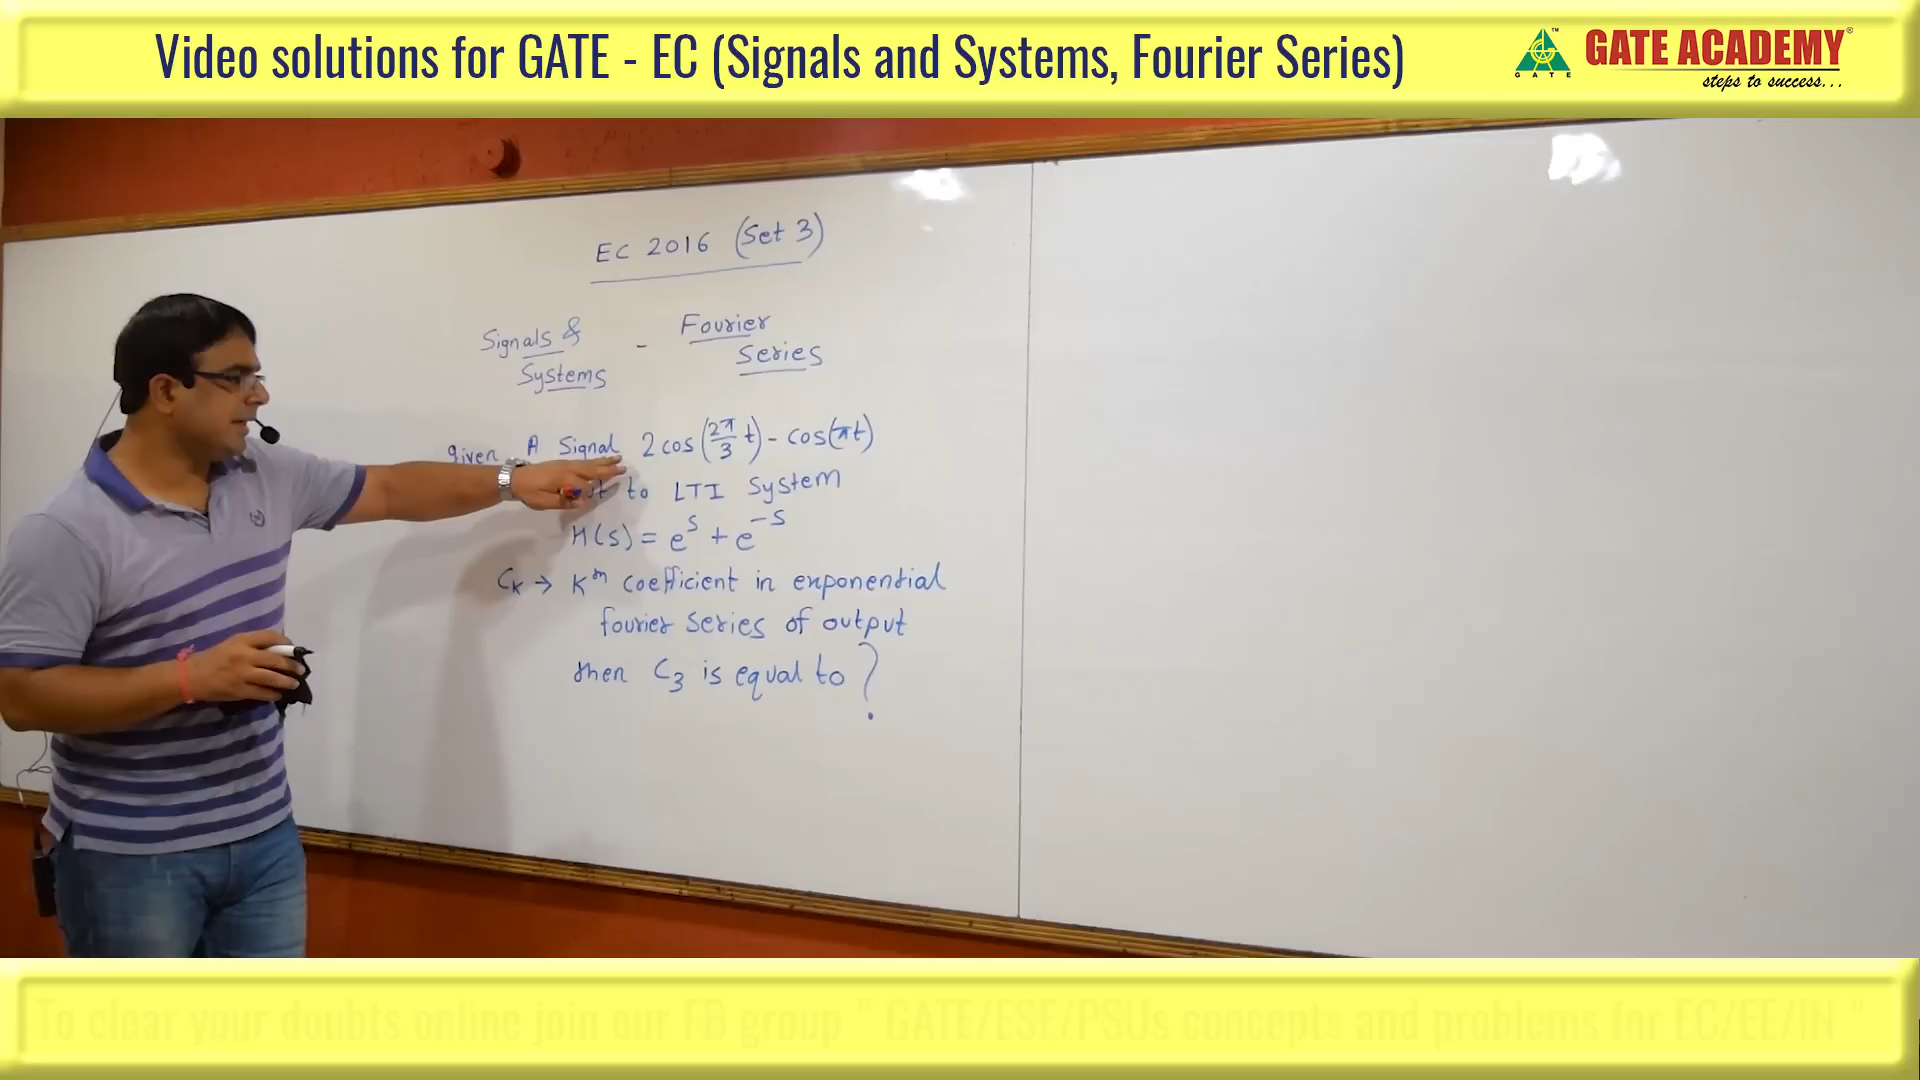 Video solutions for GATE - EC (Signals and Systems, Fourier Series)
GATE
GATE ACADEMY
steps to success...
EC 2016 (Set 3)
Signals & - Fourier
Systems Series
given A Signal 2 cos(2π/3 t) - cos(πt)
to LTI System
H(s) = e^s + e^-s
C_K → K^th coefficient in exponential
fourier series of output
then C_3 is equal to ?
To clear your doubts online join our FB group " GATE/ESE/PSUs concepts and problems for EC/EE/IN "